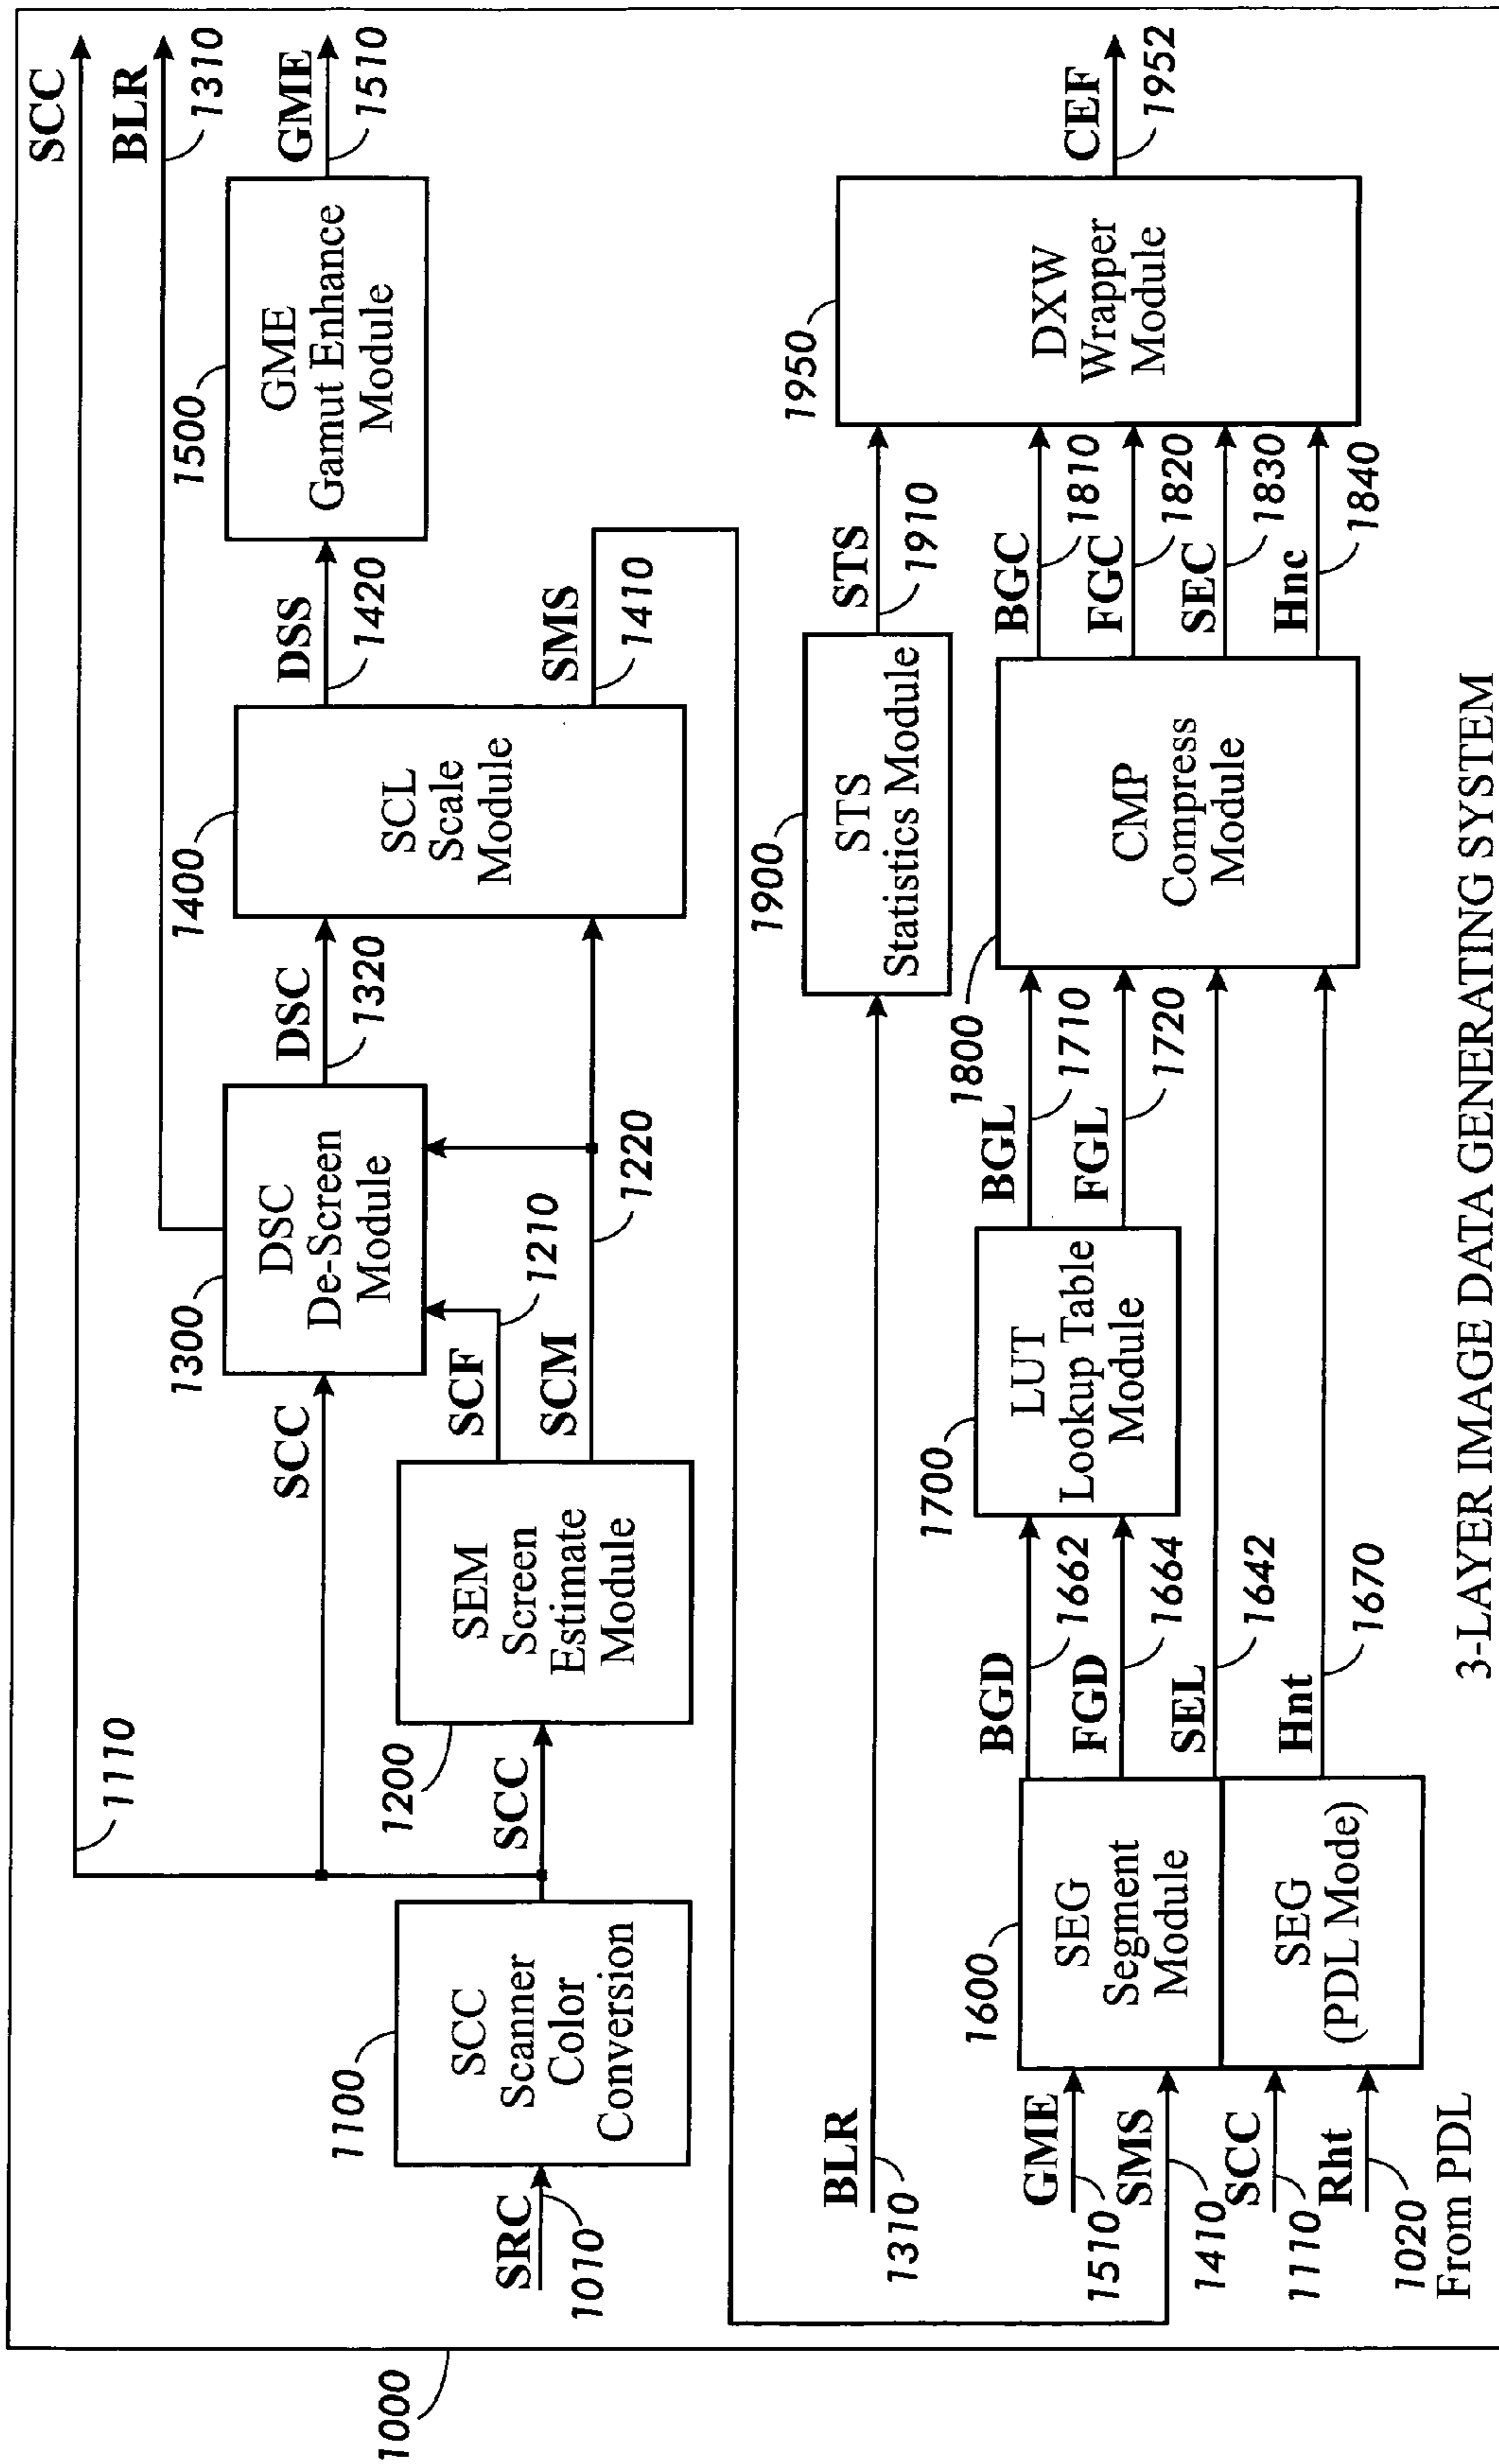 1000
SCC
1110
BLR
1310
SRC
1010
1100
SCC
Scanner
Color
Conversion
SCC
1200
SEM
Screen
Estimate
Module
SCF
1210
SCM
1220
SCC
1300
DSC
De-Screen
Module
DSC
1320
1400
SCL
Scale
Module
DSS
1420
SMS
1410
1500
GME
Gamut Enhance
Module
GME
1510
BLR
1310
1900
STS
Statistics Module
STS
1910
GME
1510
SMS
1410
SCC
1110
Rht
1020
From PDL
1600
SEG
Segment
Module
SEG
(PDL Mode)
BGD
1662
FGD
1664
SEL
1642
Hnt
1670
1700
LUT
Lookup Table
Module
BGL
1710
FGL
1720
1800
CMP
Compress
Module
BGC
1810
FGC
1820
SEC
1830
Hnc
1840
1950
DXW
Wrapper
Module
CEF
1952
3-LAYER IMAGE DATA GENERATING SYSTEM